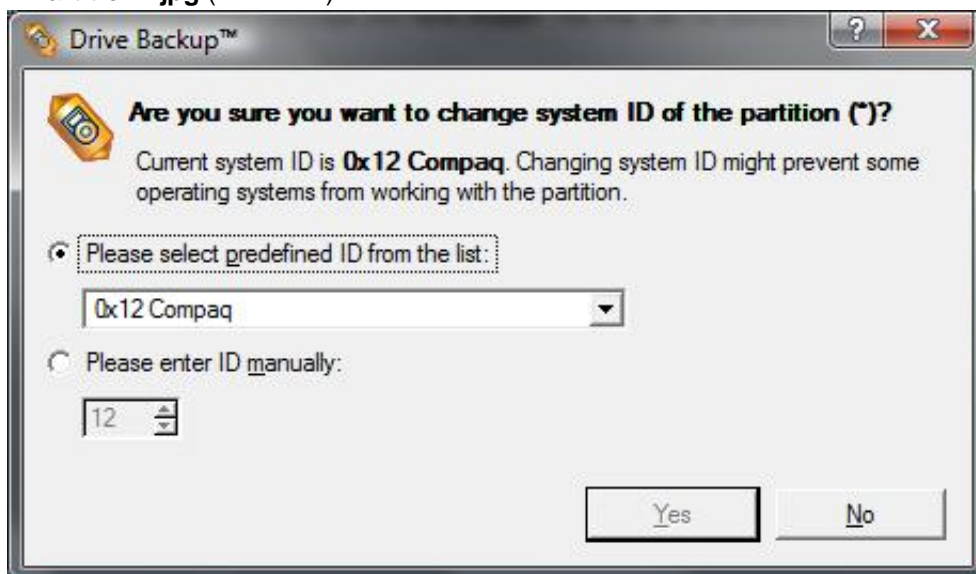 Drive Backup™
Are you sure you want to change system ID of the partition (*)?
Current system ID is 0x12 Compaq. Changing system ID might prevent some
operating systems from working with the partition.
Please select predefined ID from the list:
0x12 Compaq
Please enter ID manually:
12
Yes
No